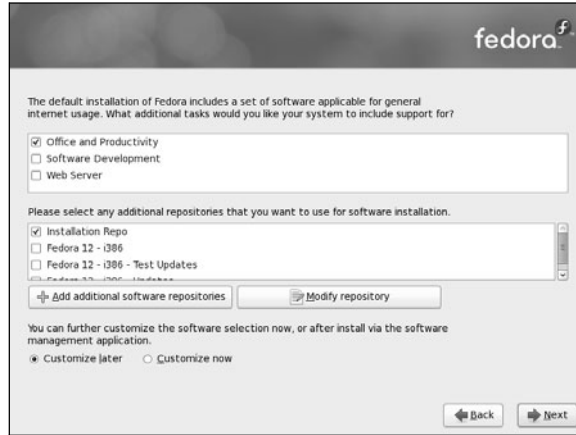 fedora
The default installation of Fedora includes a set of software applicable for general
internet usage. What additional tasks would you like your system to include support for?
Office and Productivity
Software Development
Web Server
Please select any additional repositories that you want to use for software installation.
Installation Repo
Fedora 12 - i386
Fedora 12 - i386 - Test Updates
Fedora 12 - i386 - Updates
Add additional software repositories
Modify repository
You can further customize the software selection now, or after install via the software
management application.
Customize later
Customize now
Back
Next